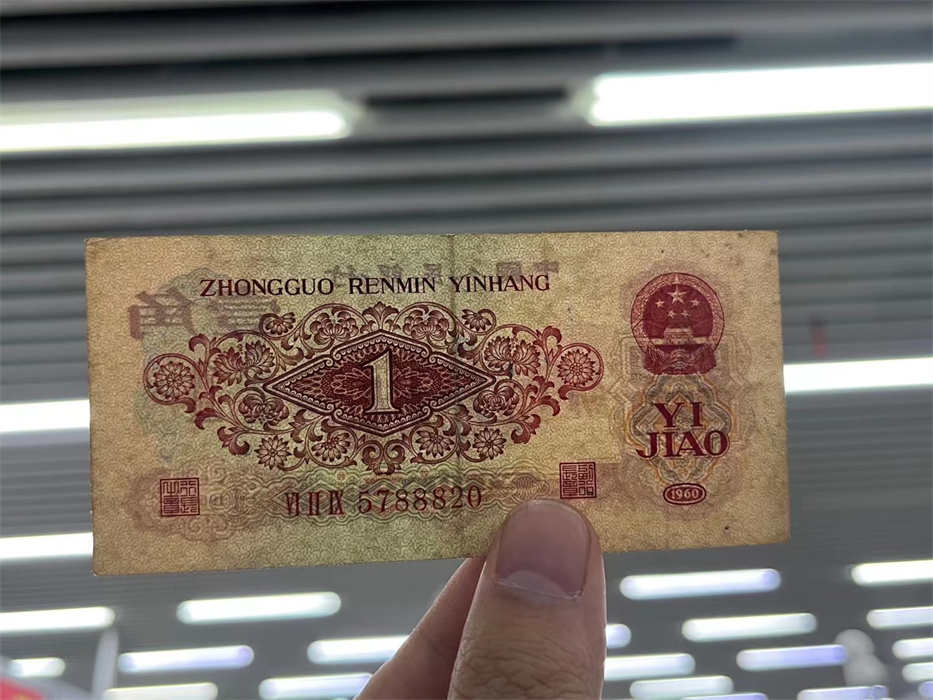 ZHONGGUO RENMIN YINHANG
1
YI
JIAO
VI II IX 5788820
1960